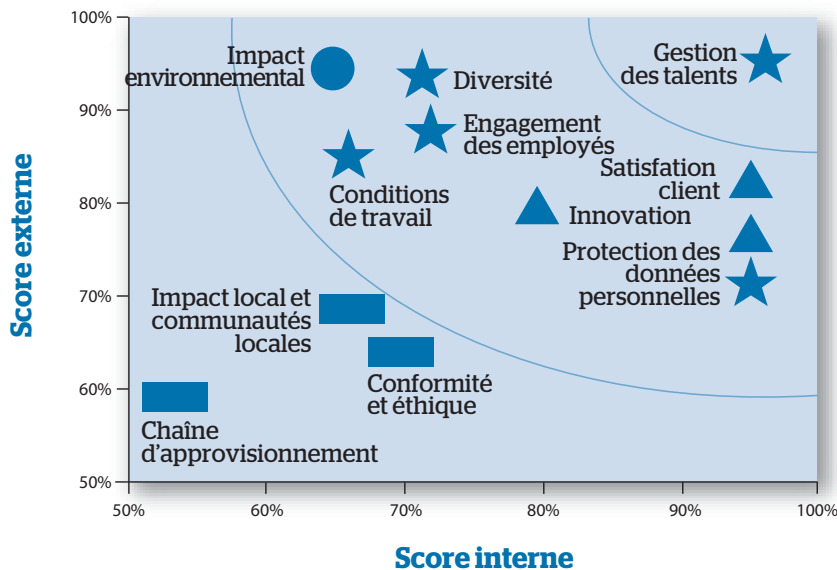 100%
90%
80%
70%
60%
50%
Score externe
Impact
environnemental
Diversité
Gestion
des talents
Engagement
des employés
Conditions
de travail
Satisfation
client
Innovation
Protection des
données
personnelles
Impact local et
communautés
locales
Conformité
et éthique
Chaîne
d’approvisionnement
50%
60%
70%
80%
90%
100%
Score interne